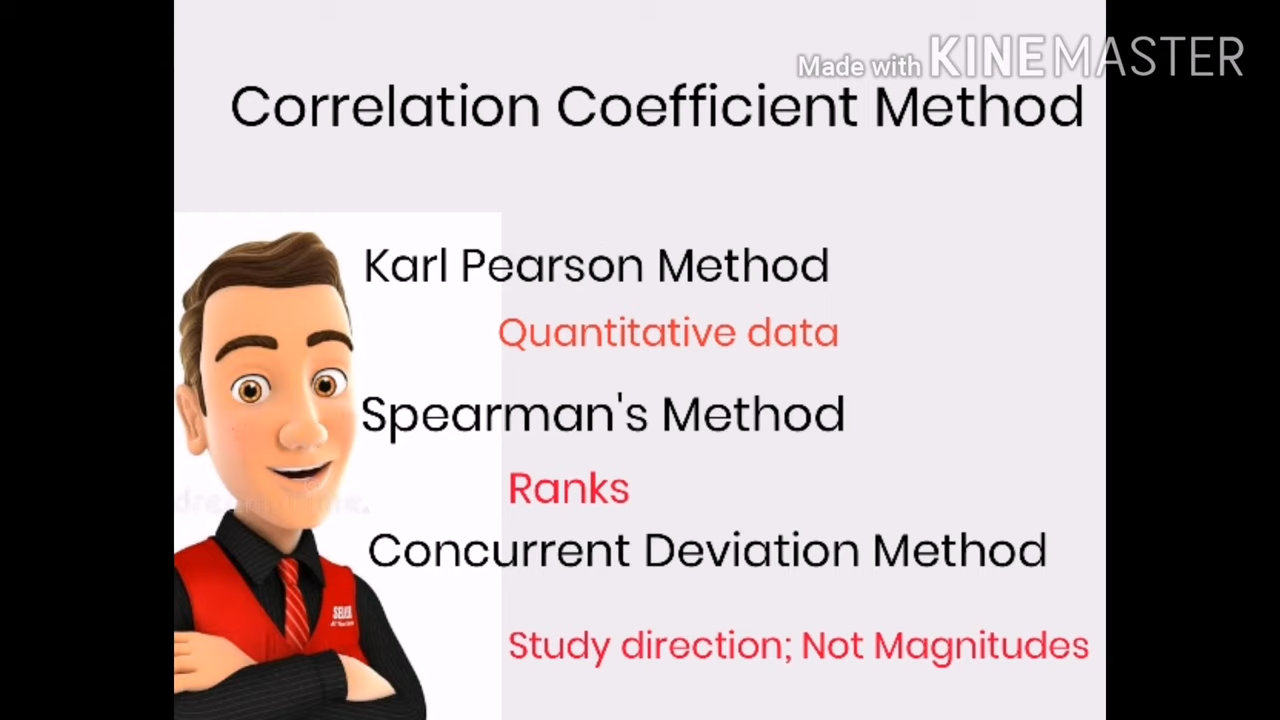 Made with KINEMASTER
Correlation Coefficient Method
Karl Pearson Method
Quantitative data
Spearman's Method
Ranks
Concurrent Deviation Method
Study direction; Not Magnitudes